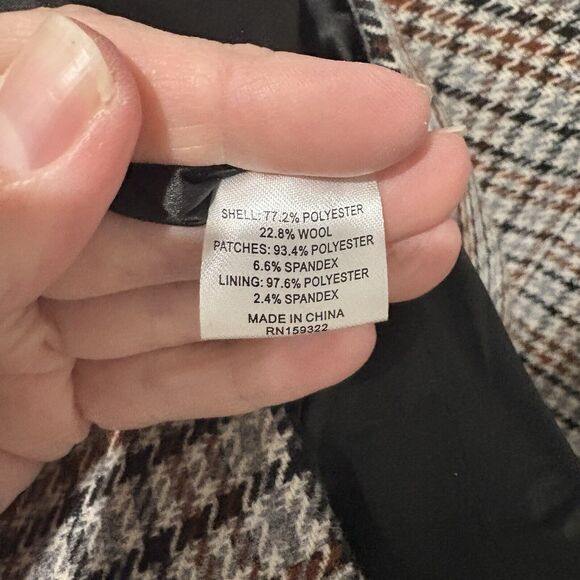 SHELL: 77.2% POLYESTER
22.8% WOOL
PATCHES: 93.4% POLYESTER
6.6% SPANDEX
LINING: 97.6% POLYESTER
2.4% SPANDEX
MADE IN CHINA
RN159322